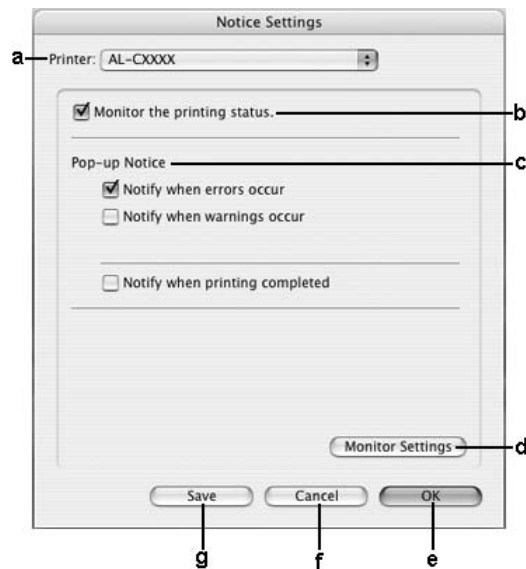 Notice Settings
a Printer: AL-CXXXX
Monitor the printing status. b
Pop-up Notice c
Notify when errors occur
Notify when warnings occur
Notify when printing completed
Monitor Settings d
Save Cancel OK
g f e